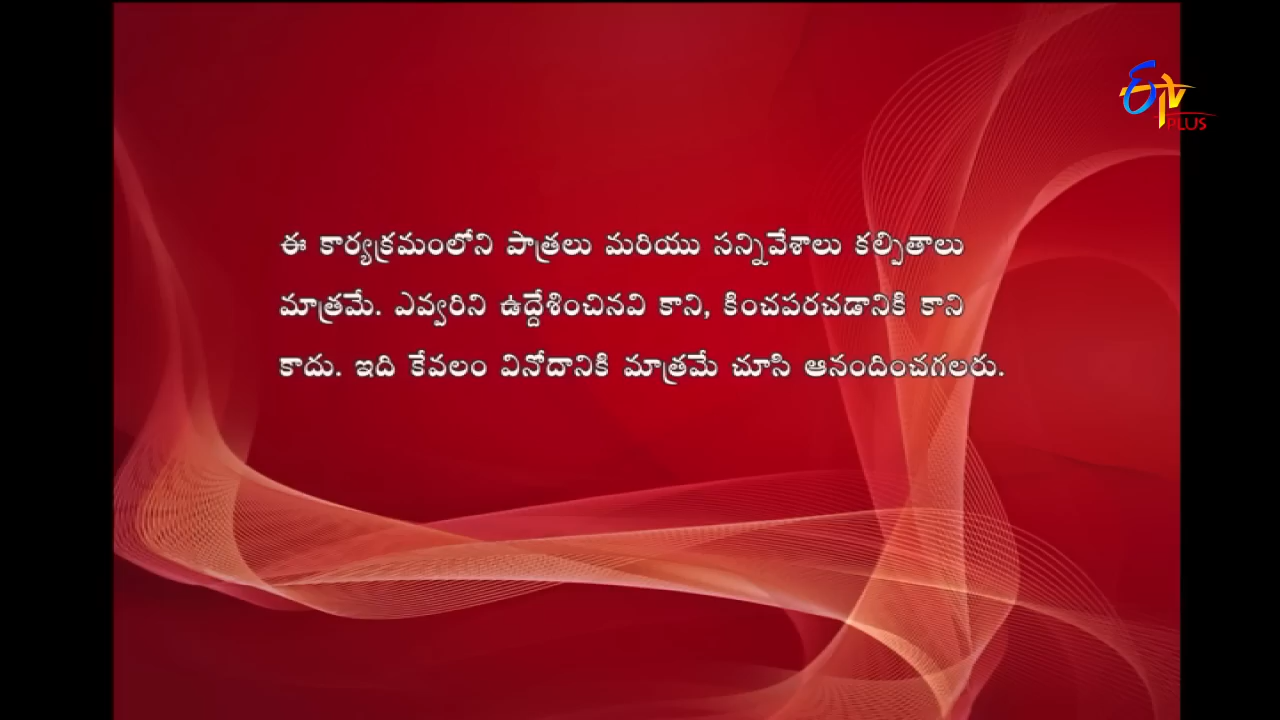 ETV
PLUS
ఈ కార్యక్రమంలోని పాత్రలు మరియు సన్నివేశాలు కల్పితాలు
మాత్రమే. ఎవ్వరిని ఉద్దేశించినవి కాని, కించపరచడానికి కాని
కాదు. ఇది కేవలం వినోదానికి మాత్రమే చూసి ఆనందించగలరు.